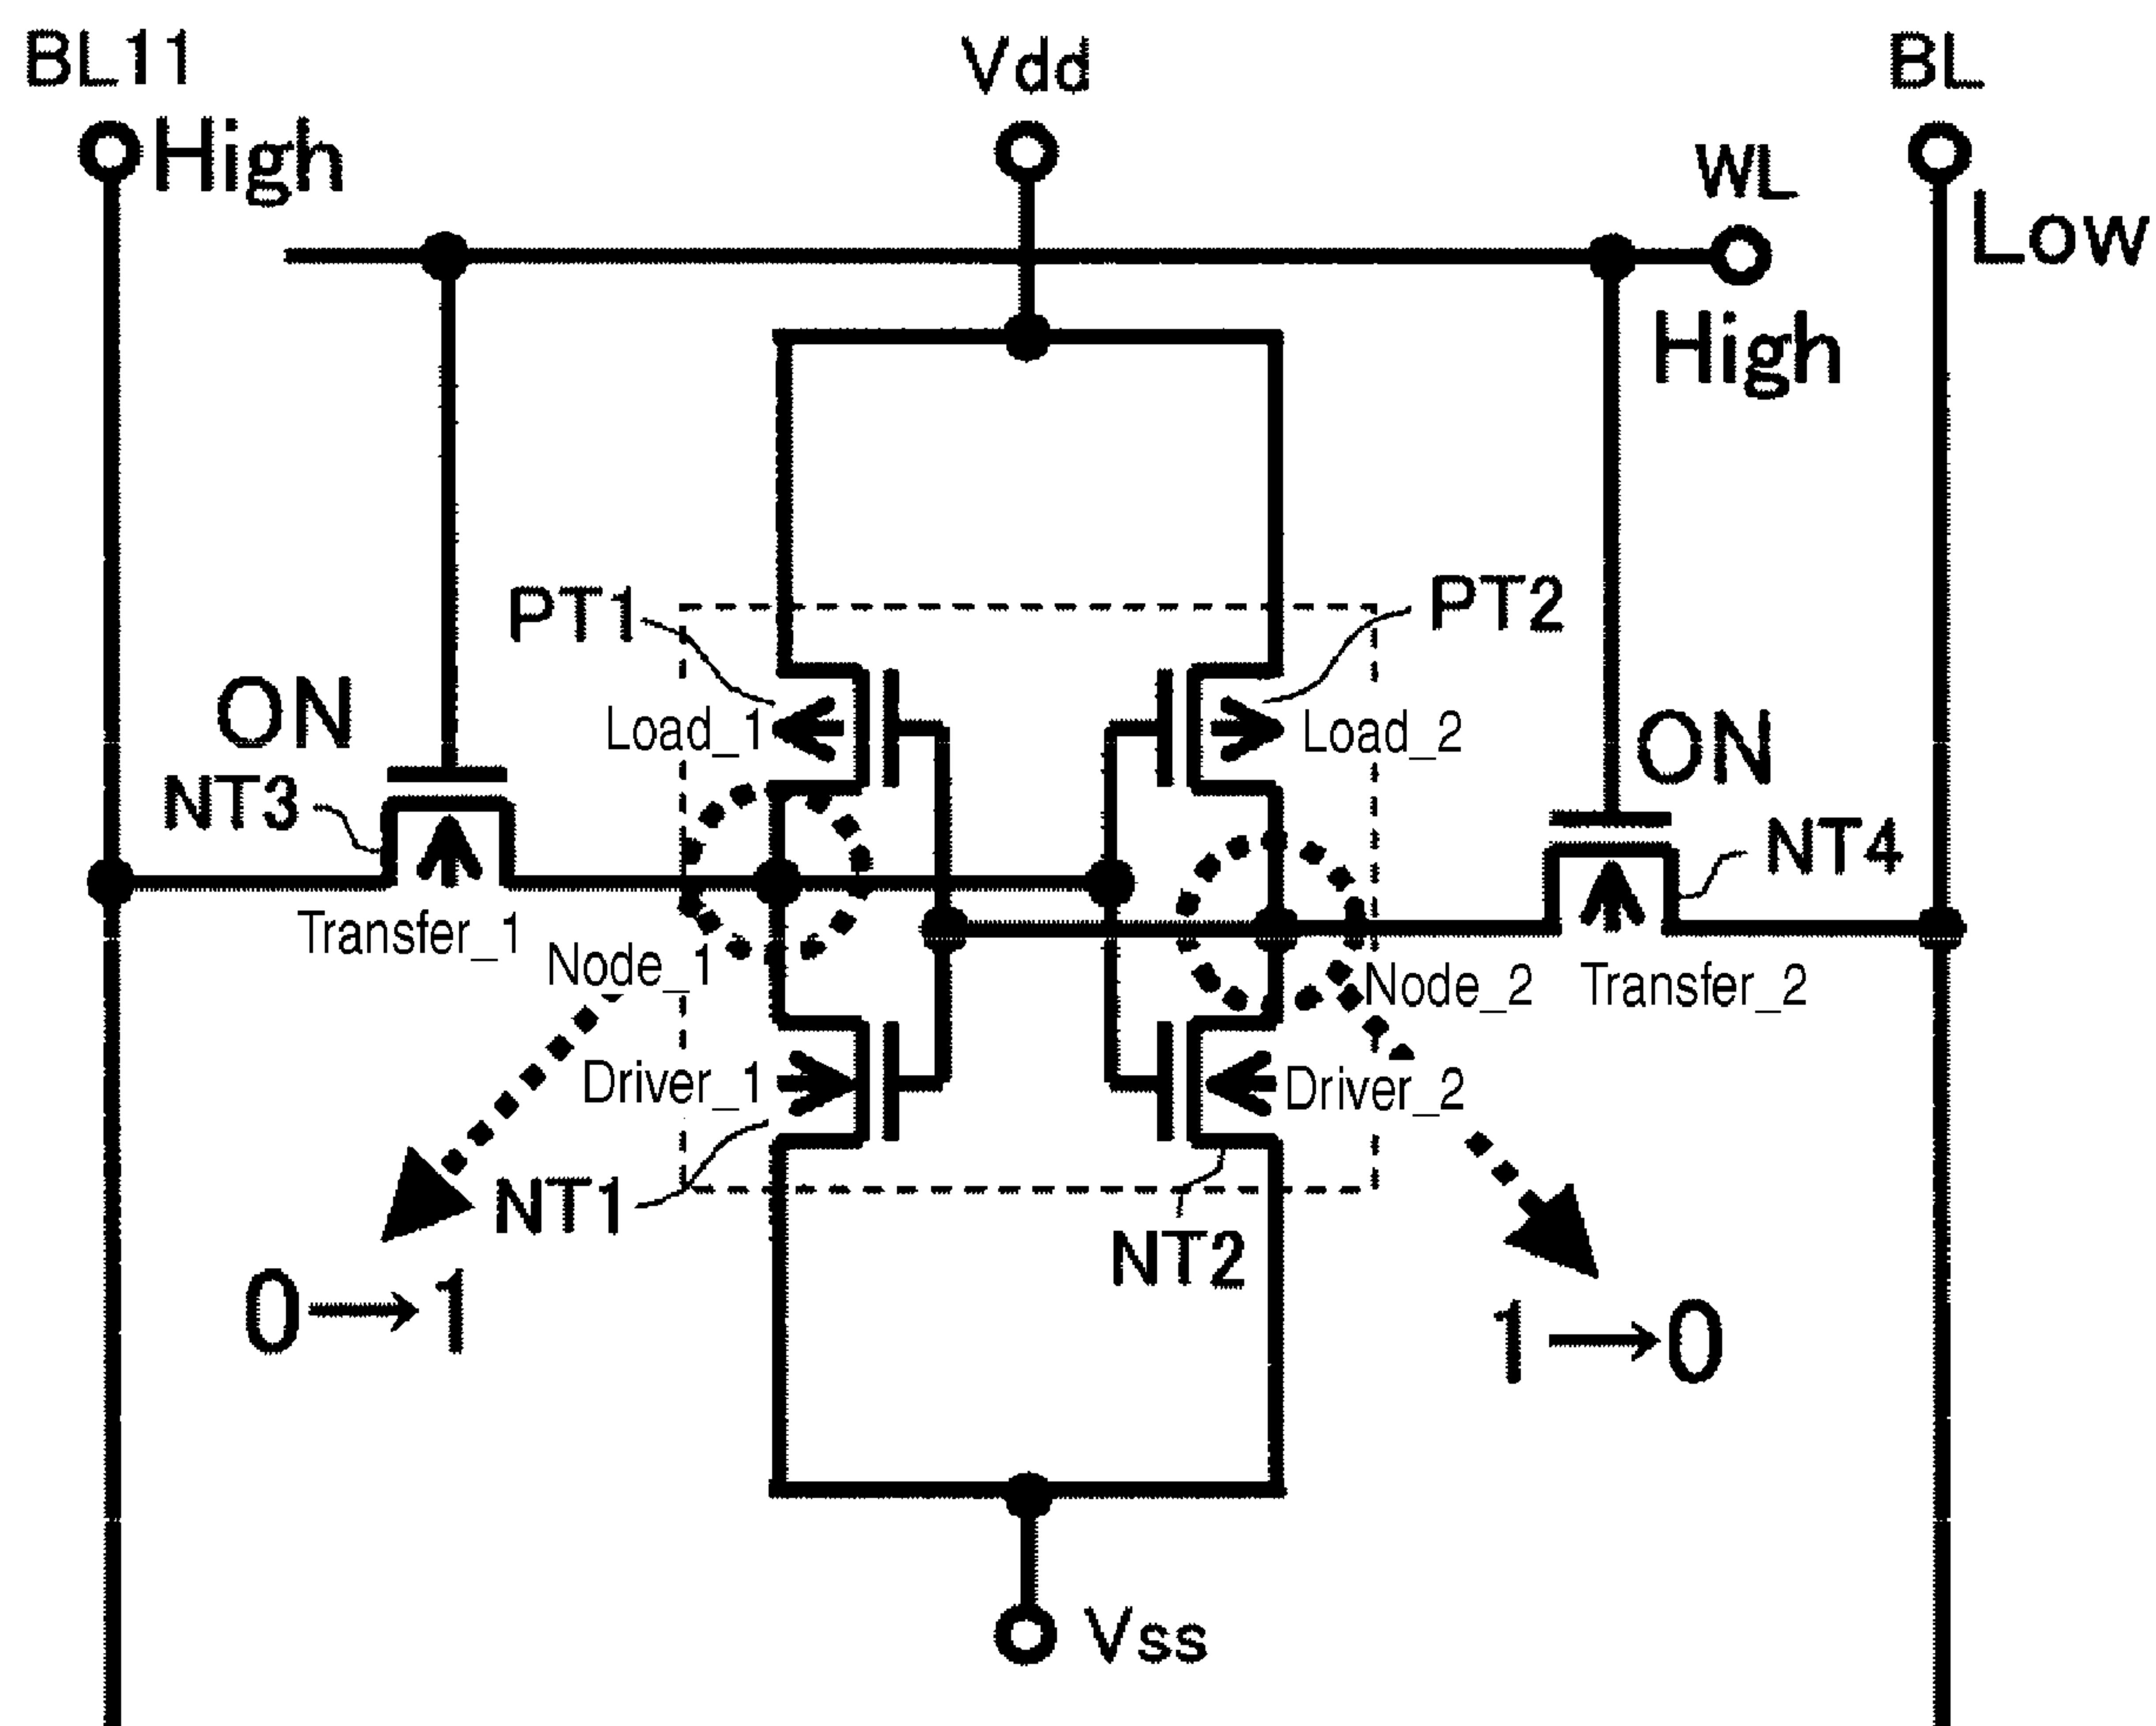 BL11
Vdd
BL
High
WL
Low
High
PT1
PT2
ON
Load_1
Load_2
ON
NT3
NT4
Transfer_1
Node_1
Node_2
Transfer_2
Driver_1
Driver_2
NT1
NT2
0→1
1→0
Vss